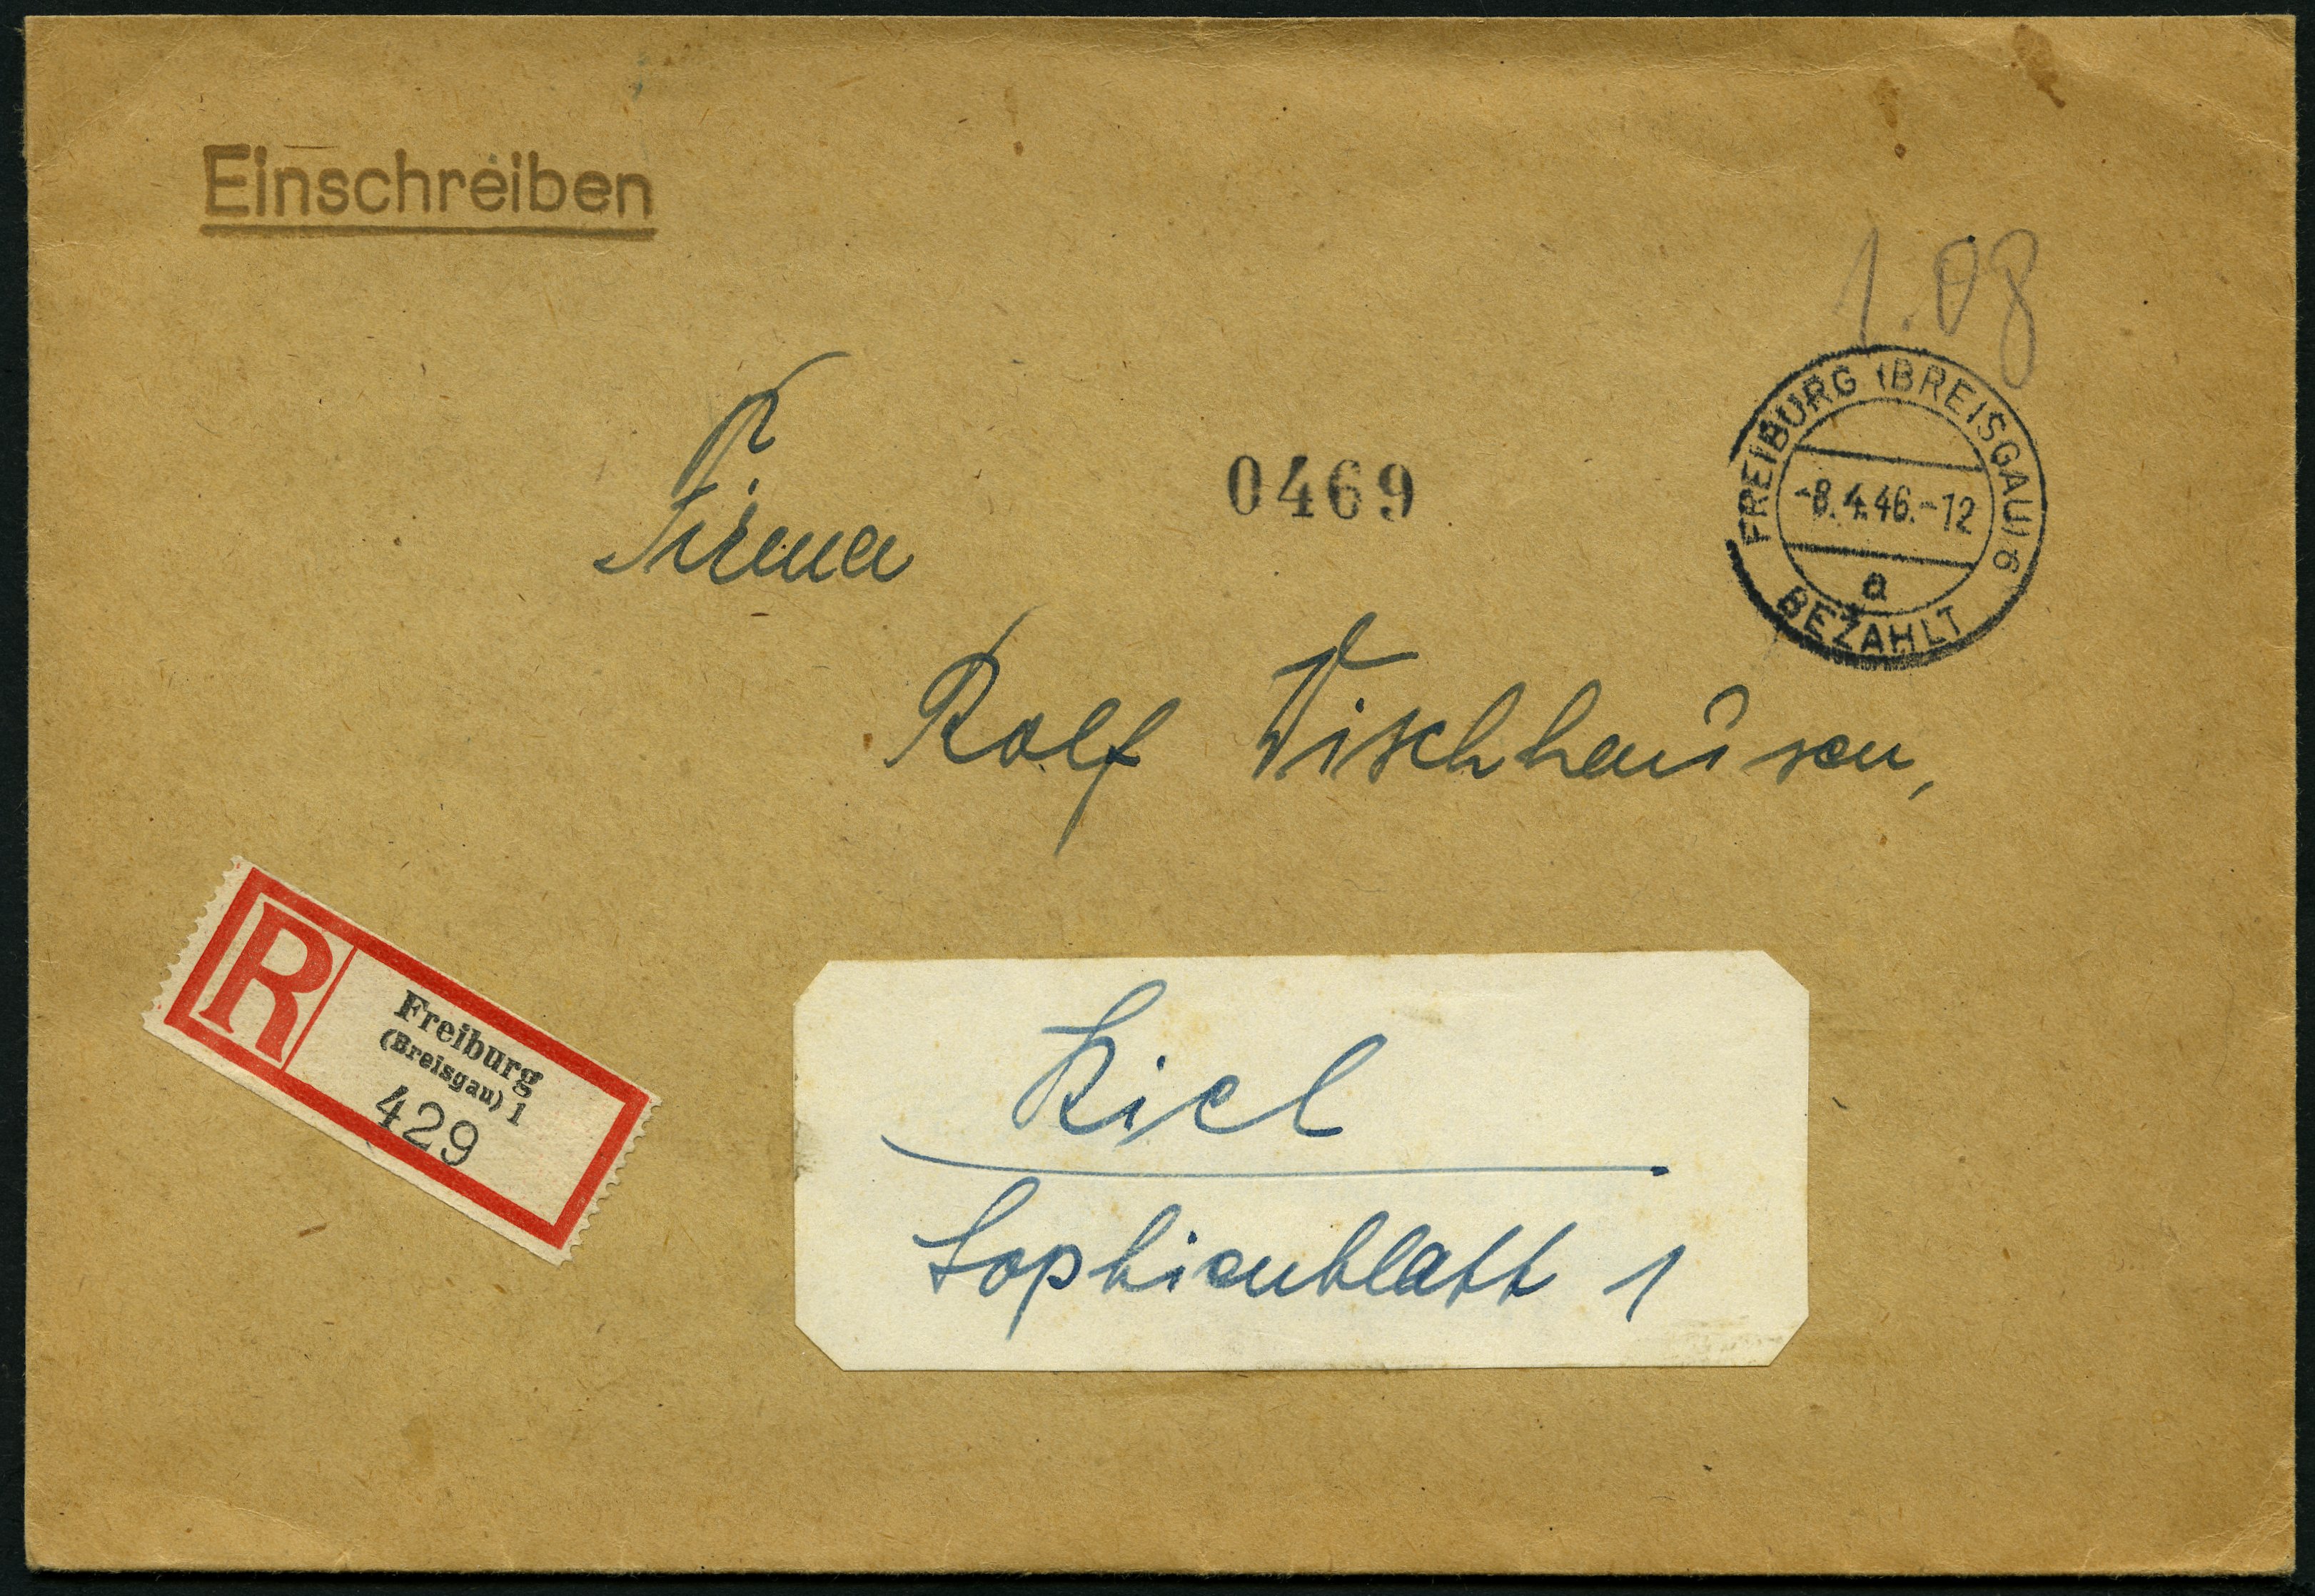 Einschreiben
1.08
FREIBURG (BREISGAU) 6
-8.4.46.-12
a
BEZAHLT
0469
Firma
Rolf Wischhausen,
R
Freiburg
(Breisgau) 1
429
Kiel
Sophienblatt 1